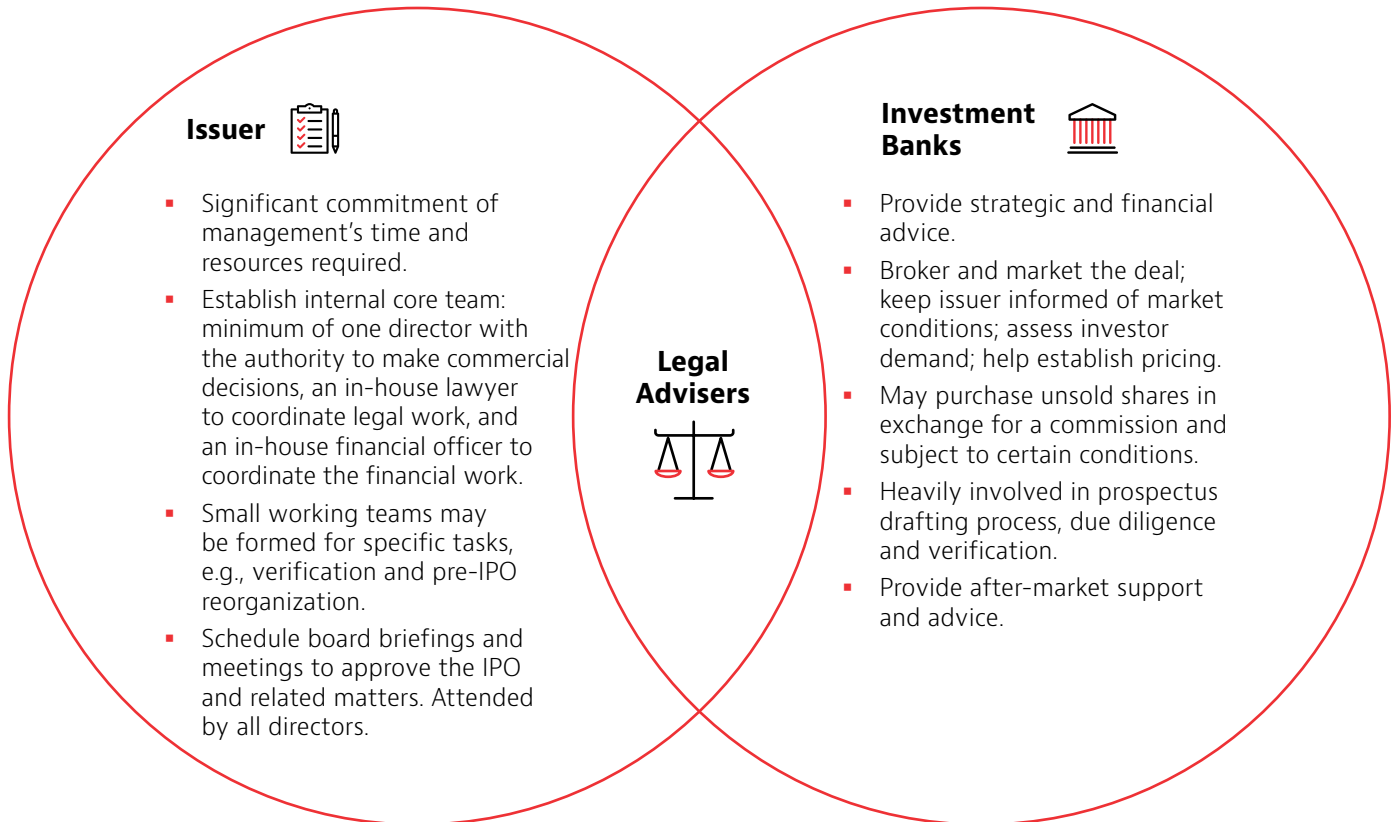 Issuer
▪ Significant commitment of
management’s time and
resources required.
▪ Establish internal core team:
minimum of one director with
the authority to make commercial
decisions, an in-house lawyer
to coordinate legal work, and
an in-house financial officer to
coordinate the financial work.
▪ Small working teams may
be formed for specific tasks,
e.g., verification and pre-IPO
reorganization.
▪ Schedule board briefings and
meetings to approve the IPO
and related matters. Attended
by all directors.
Legal
Advisers
Investment
Banks
▪ Provide strategic and financial
advice.
▪ Broker and market the deal;
keep issuer informed of market
conditions; assess investor
demand; help establish pricing.
▪ May purchase unsold shares in
exchange for a commission and
subject to certain conditions.
▪ Heavily involved in prospectus
drafting process, due diligence
and verification.
▪ Provide after-market support
and advice.